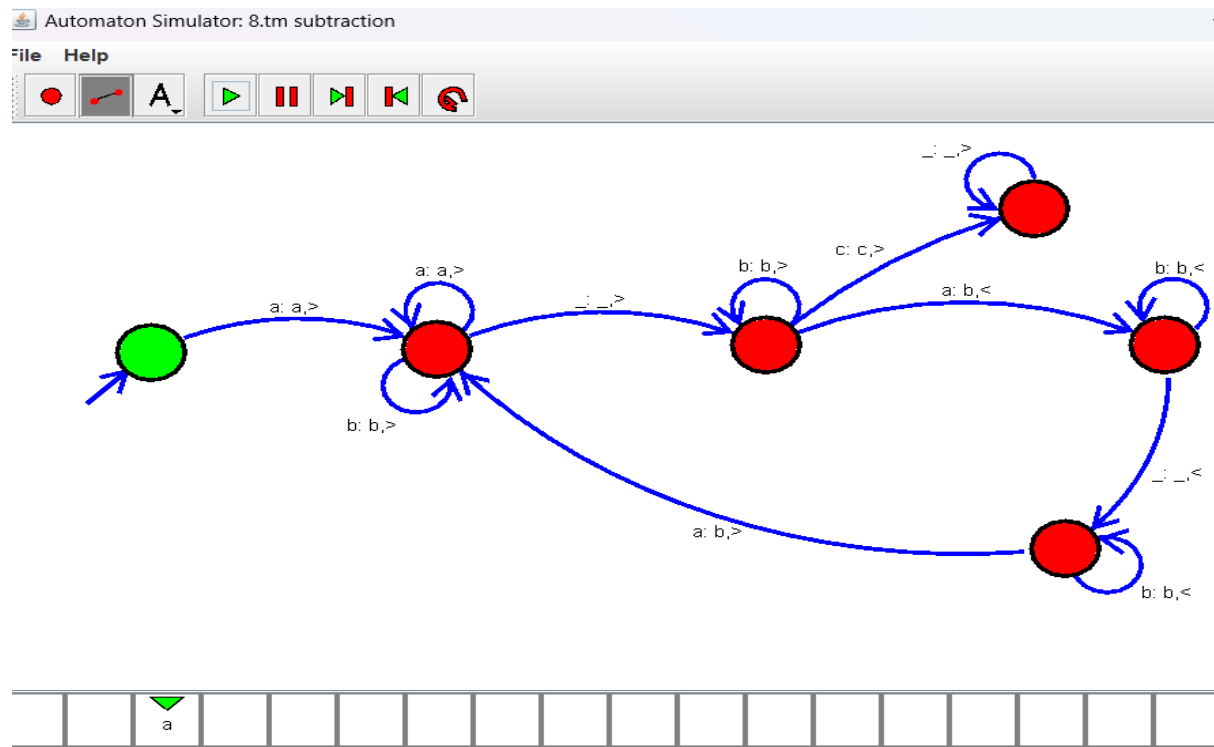 Automaton Simulator: 8.tm subtraction
File Help
A
_: _,>
c: c,>
a: a,>
b: b,>
b: b,<
a: a,>
_: _,>
a: b,<
b: b,>
_: _,<
a: b,>
b: b,<
a